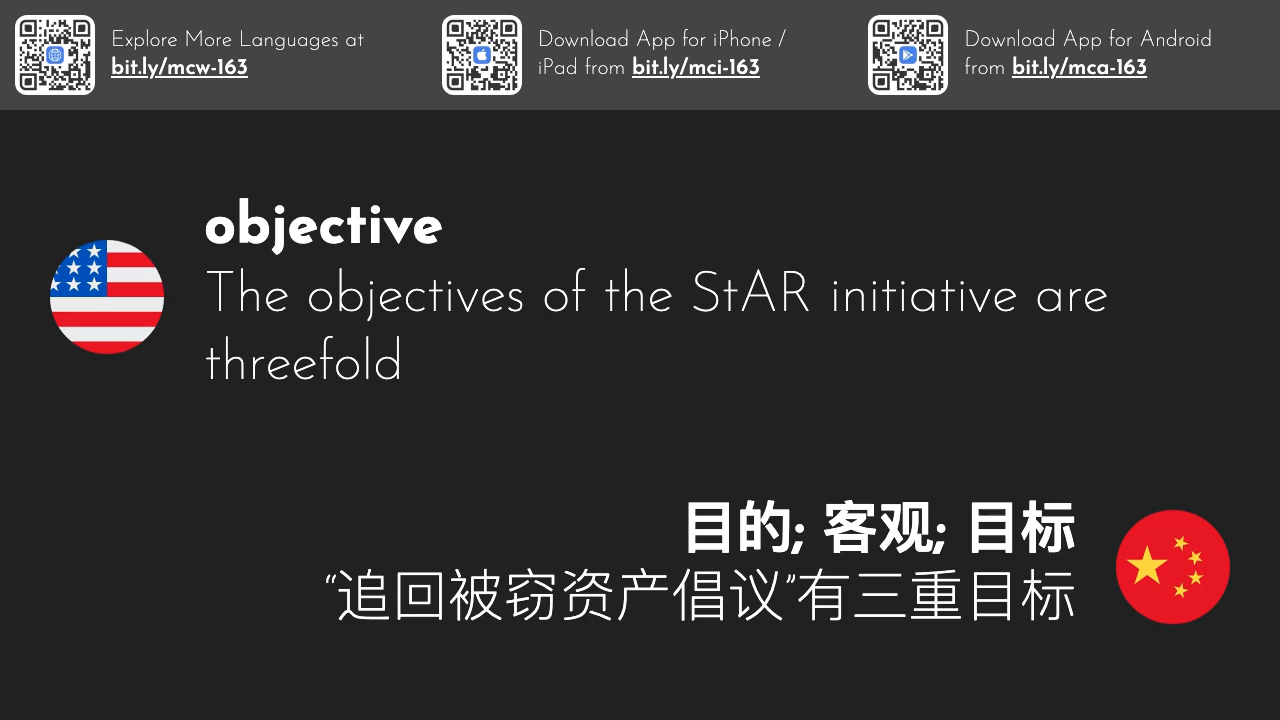 Explore More Languages at
bit.ly/mcw-163
Download App for iPhone /
iPad from bit.ly/mci-163
Download App for Android
from bit.ly/mca-163
objective
The objectives of the StAR initiative are
threefold
目的; 客观; 目标
“追回被窃资产倡议”有三重目标